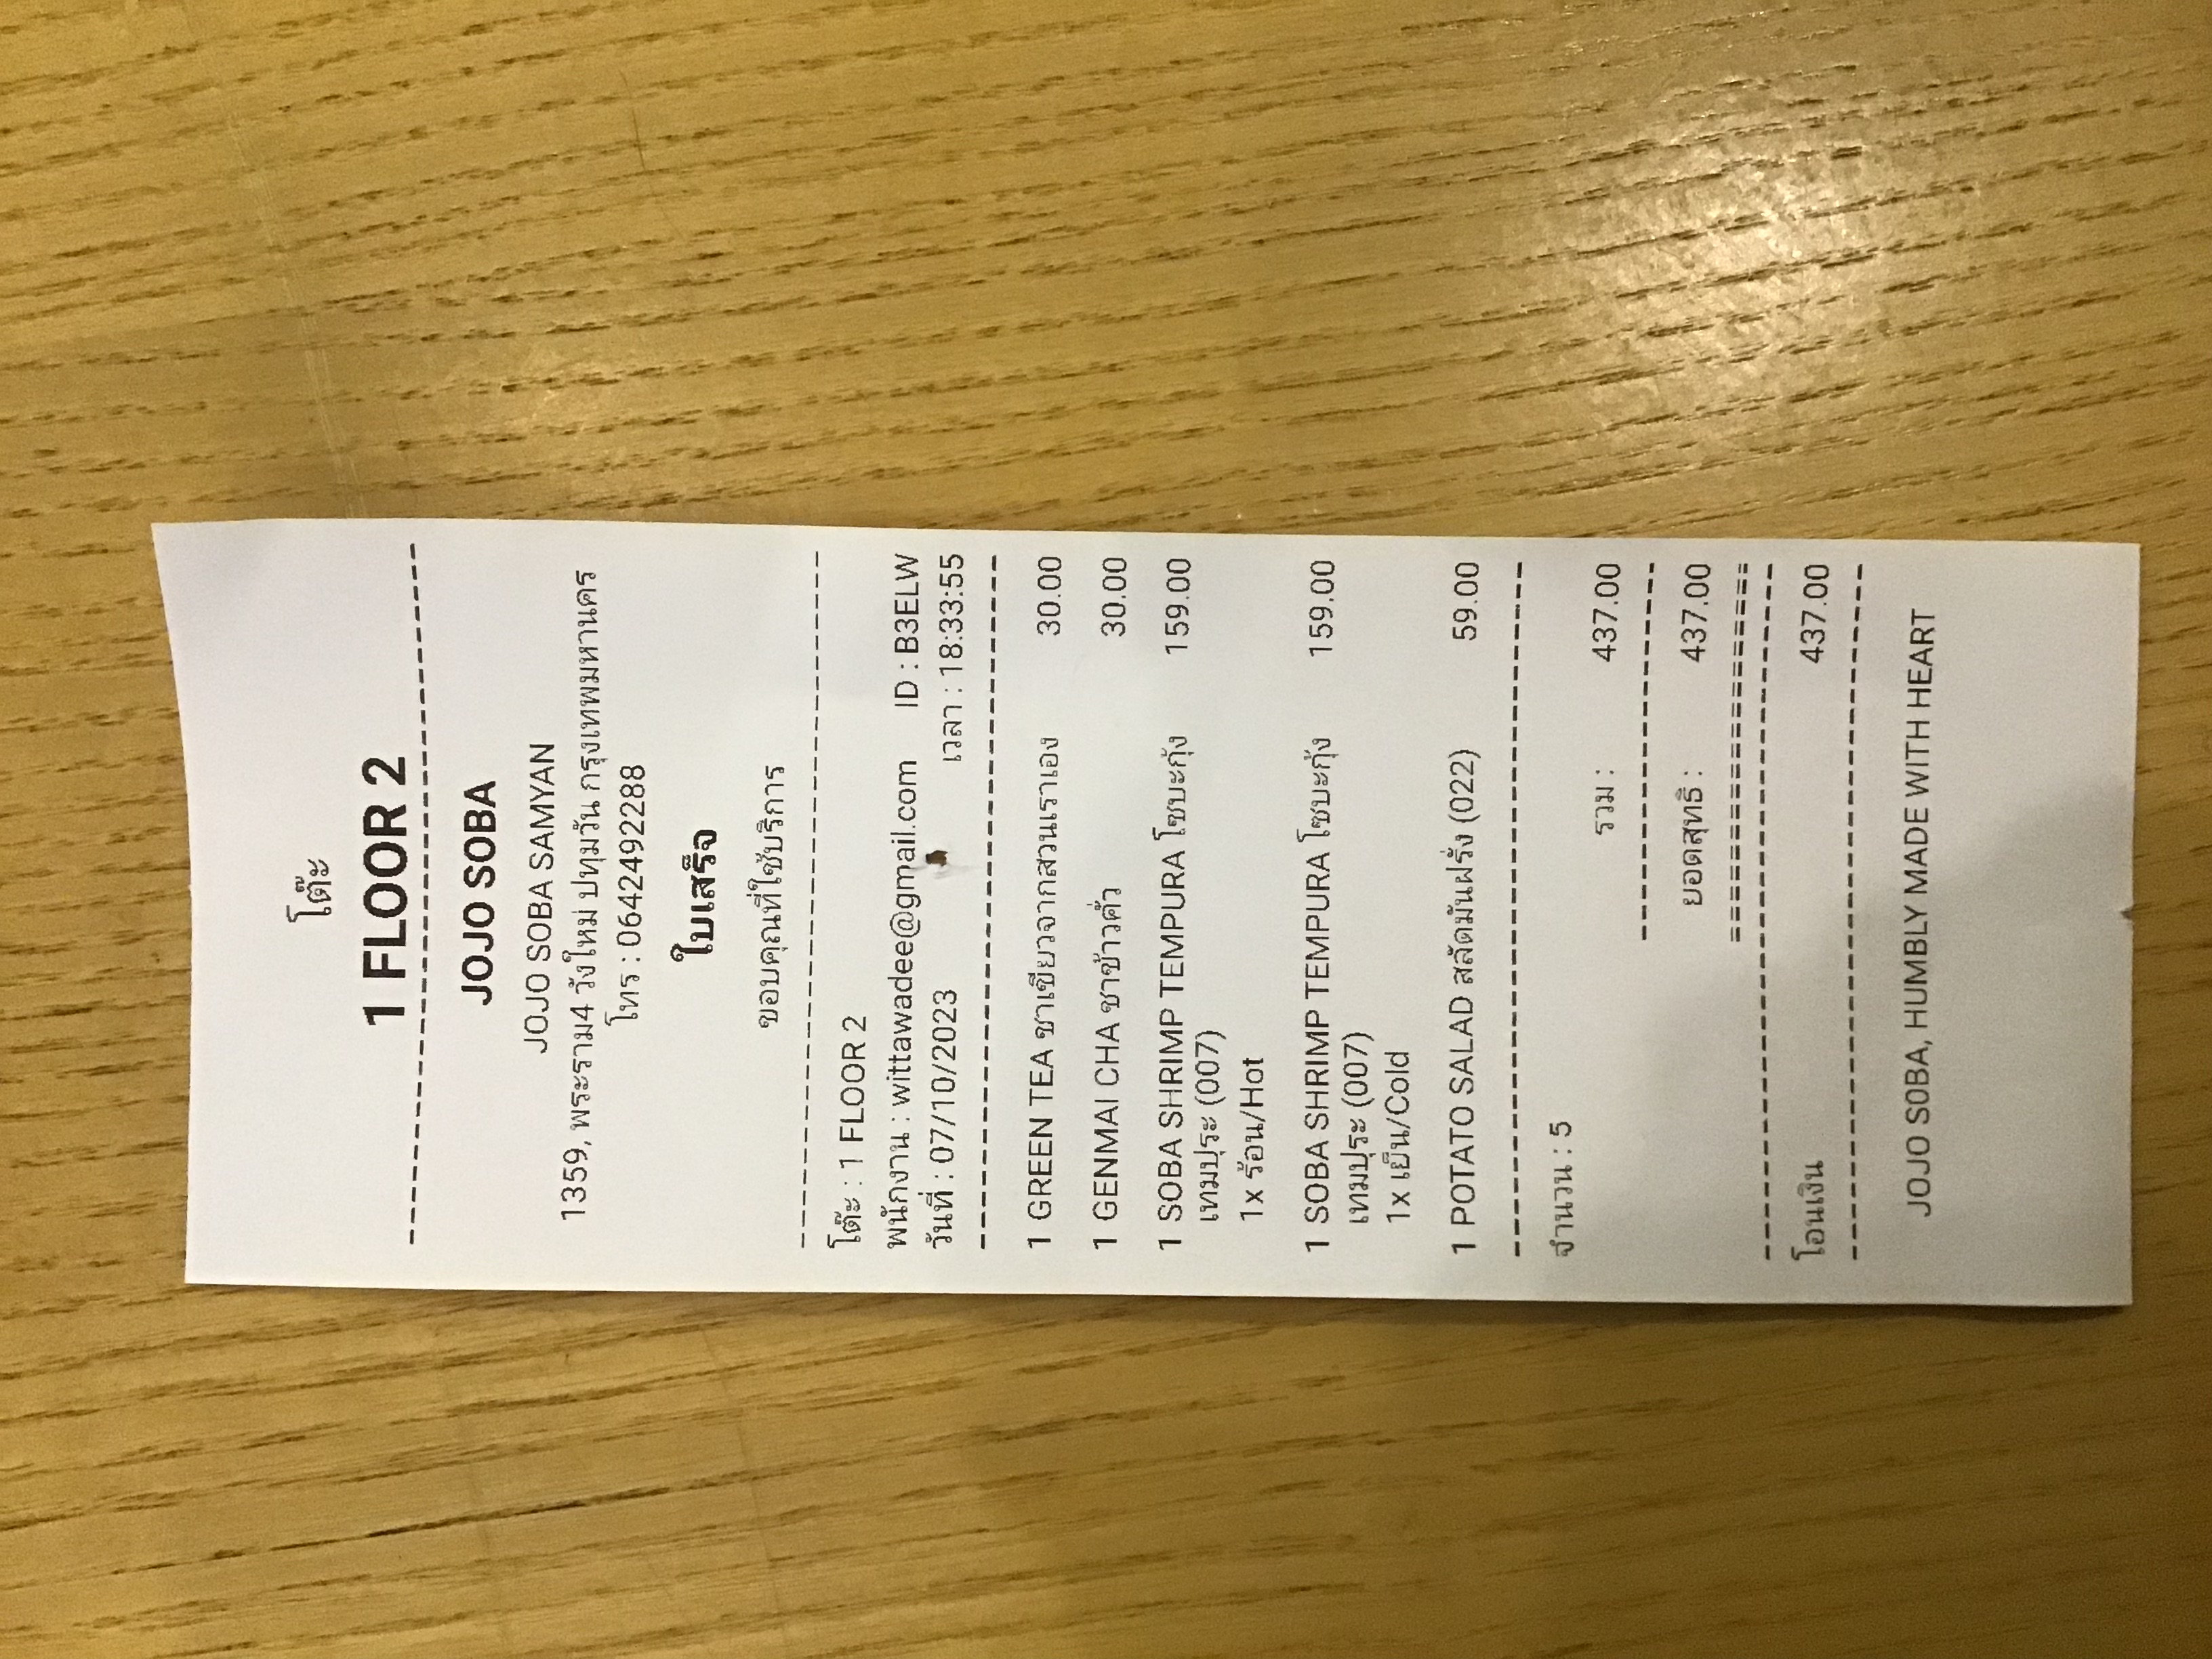 โต๊ะ
1 FLOOR 2
JOJO SOBA
JOJO SOBA SAMYAN
1359, พระราม4 วังใหม่ ปทุมวัน กรุงเทพมหานคร
โทร : 0642492288
ใบเสร็จ
ขอบคุณที่ใช้บริการ
โต๊ะ : 1 FLOOR 2
พนักงาน : wittawadee@gmail.com ID : B3ELW
วันที่ : 07/10/2023 เวลา : 18:33:55
1 GREEN TEA ชาเขียวจากสวนเราเอง 30.00
1 GENMAI CHA ชาข้าวคั่ว 30.00
1 SOBA SHRIMP TEMPURA โซบะกุ้ง 159.00
เทมปุระ (007)
1x ร้อน/Hot
1 SOBA SHRIMP TEMPURA โซบะกุ้ง 159.00
เทมปุระ (007)
1x เย็น/Cold
1 POTATO SALAD สลัดมันฝรั่ง (022) 59.00
จำนวน : 5
รวม : 437.00
ยอดสุทธิ : 437.00
โอนเงิน 437.00
JOJO SOBA, HUMBLY MADE WITH HEART